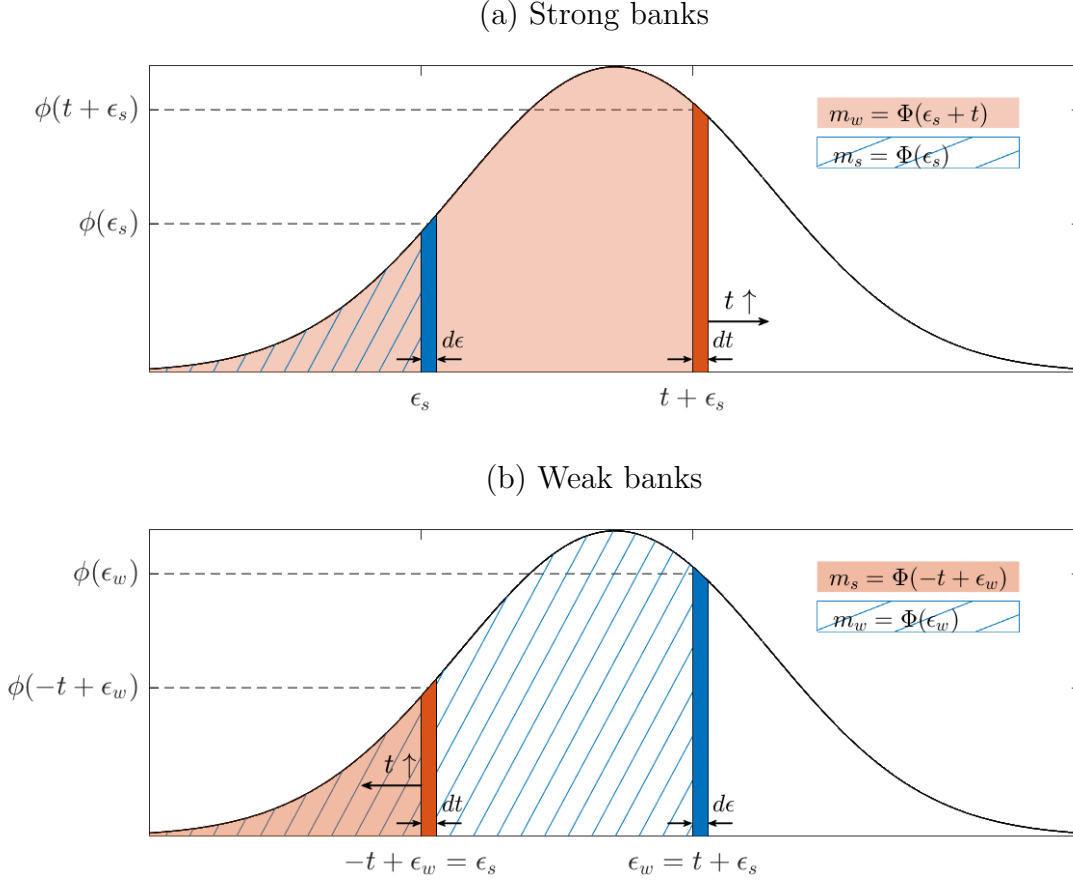 (a) Strong banks
ϕ(t + ϵ_s)
m_w = Φ(ϵ_s + t)
m_s = Φ(ϵ_s)
ϕ(ϵ_s)
t ↑
dϵ
dt
ϵ_s
t + ϵ_s
(b) Weak banks
ϕ(ϵ_w)
m_s = Φ(-t + ϵ_w)
m_w = Φ(ϵ_w)
ϕ(-t + ϵ_w)
t ↑
dt
dϵ
-t + ϵ_w = ϵ_s
ϵ_w = t + ϵ_s